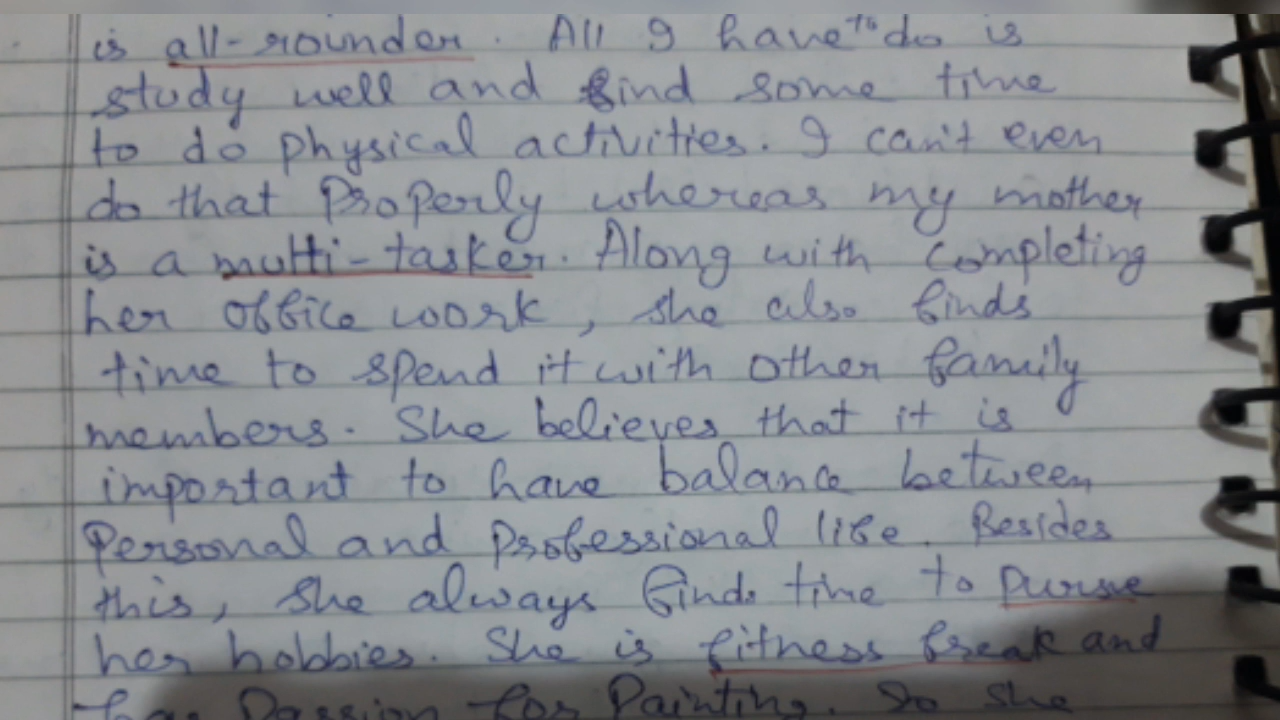 is all-rounder. All I have to do is
study well and find some time
to do physical activities. I can't even
do that Properly whereas my mother
is a multi-tasker. Along with completing
her office work, she also finds
time to spend it with other family
members. She believes that it is
important to have balance between
Personal and Professional life. Besides
this, she always finds time to pursue
her hobbies. She is fitness freak and
has Passion for Painting. So she